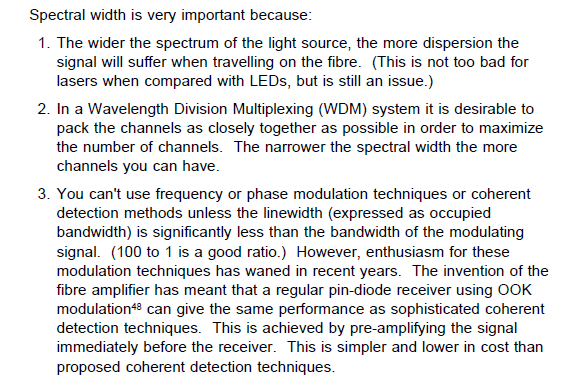 Spectral width is very important because:
1. The wider the spectrum of the light source, the more dispersion the
signal will suffer when travelling on the fibre. (This is not too bad for
lasers when compared with LEDs, but is still an issue.)
2. In a Wavelength Division Multiplexing (WDM) system it is desirable to
pack the channels as closely together as possible in order to maximize
the number of channels. The narrower the spectral width the more
channels you can have.
3. You can't use frequency or phase modulation techniques or coherent
detection methods unless the linewidth (expressed as occupied
bandwidth) is significantly less than the bandwidth of the modulating
signal. (100 to 1 is a good ratio.) However, enthusiasm for these
modulation techniques has waned in recent years. The invention of the
fibre amplifier has meant that a regular pin-diode receiver using OOK
modulation⁴⁸ can give the same performance as sophisticated coherent
detection techniques. This is achieved by pre-amplifying the signal
immediately before the receiver. This is simpler and lower in cost than
proposed coherent detection techniques.